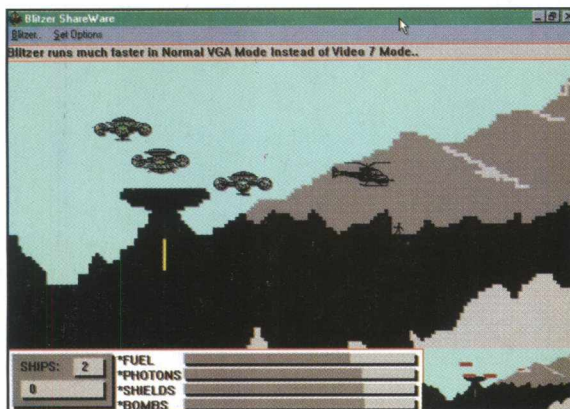 Blitzer ShareWare
Blitzer.. Set Options
Blitzer runs much faster in Normal VGA Mode Instead of Video 7 Mode..
SHIPS: 2
0
*FUEL
*PHOTONS
*SHIELDS
*BOMBS